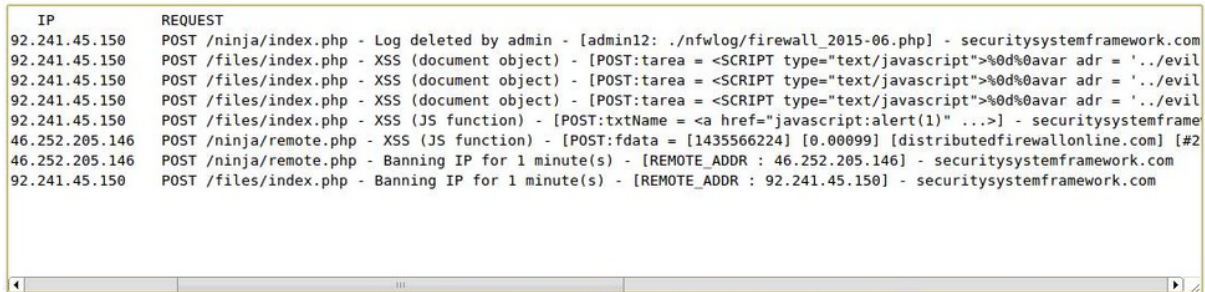 IP REQUEST
92.241.45.150 POST /ninja/index.php - Log deleted by admin - [admin12: ./nfwlog/firewall_2015-06.php] - securitysystemframework.com
92.241.45.150 POST /files/index.php - XSS (document object) - [POST:tarea = <SCRIPT type="text/javascript">%0d%0avar adr = '../evil
92.241.45.150 POST /files/index.php - XSS (document object) - [POST:tarea = <SCRIPT type="text/javascript">%0d%0avar adr = '../evil
92.241.45.150 POST /files/index.php - XSS (document object) - [POST:tarea = <SCRIPT type="text/javascript">%0d%0avar adr = '../evil
92.241.45.150 POST /files/index.php - XSS (JS function) - [POST:txtName = <a href="javascript:alert(1)" ...>] - securitysystemframe
46.252.205.146 POST /ninja/remote.php - XSS (JS function) - [POST:fdata = [1435566224] [0.00099] [distributedfirewallonline.com] [#2
46.252.205.146 POST /ninja/remote.php - Banning IP for 1 minute(s) - [REMOTE_ADDR : 46.252.205.146] - securitysystemframework.com
92.241.45.150 POST /files/index.php - Banning IP for 1 minute(s) - [REMOTE_ADDR : 92.241.45.150] - securitysystemframework.com